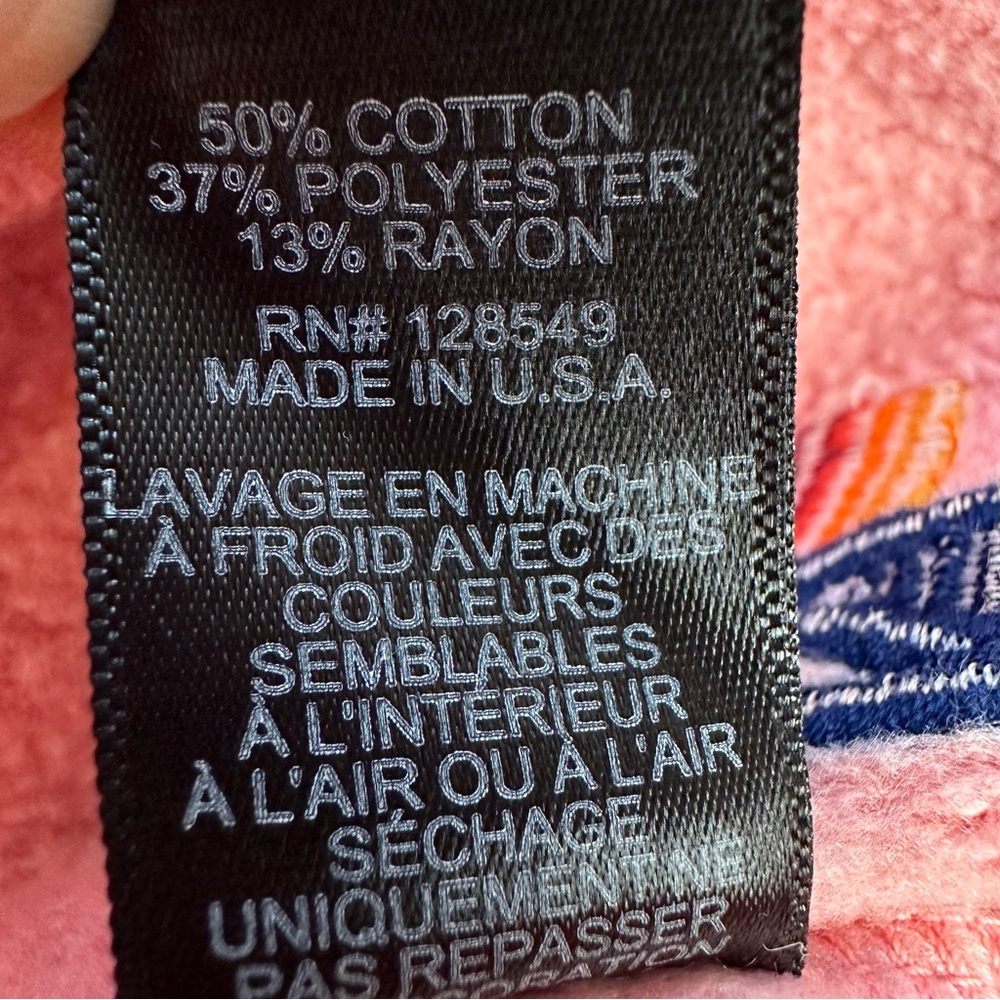 50% COTTON
37% POLYESTER
13% RAYON
RN# 128549
MADE IN U.S.A.
LAVAGE EN MACHINE
À FROID AVEC DES
COULEURS
SEMBLABLES
À L'INTÉRIEUR
À L'AIR OU À L'AIR
SÉCHAGE
UNIQUEMENT NE
PAS REPASSER